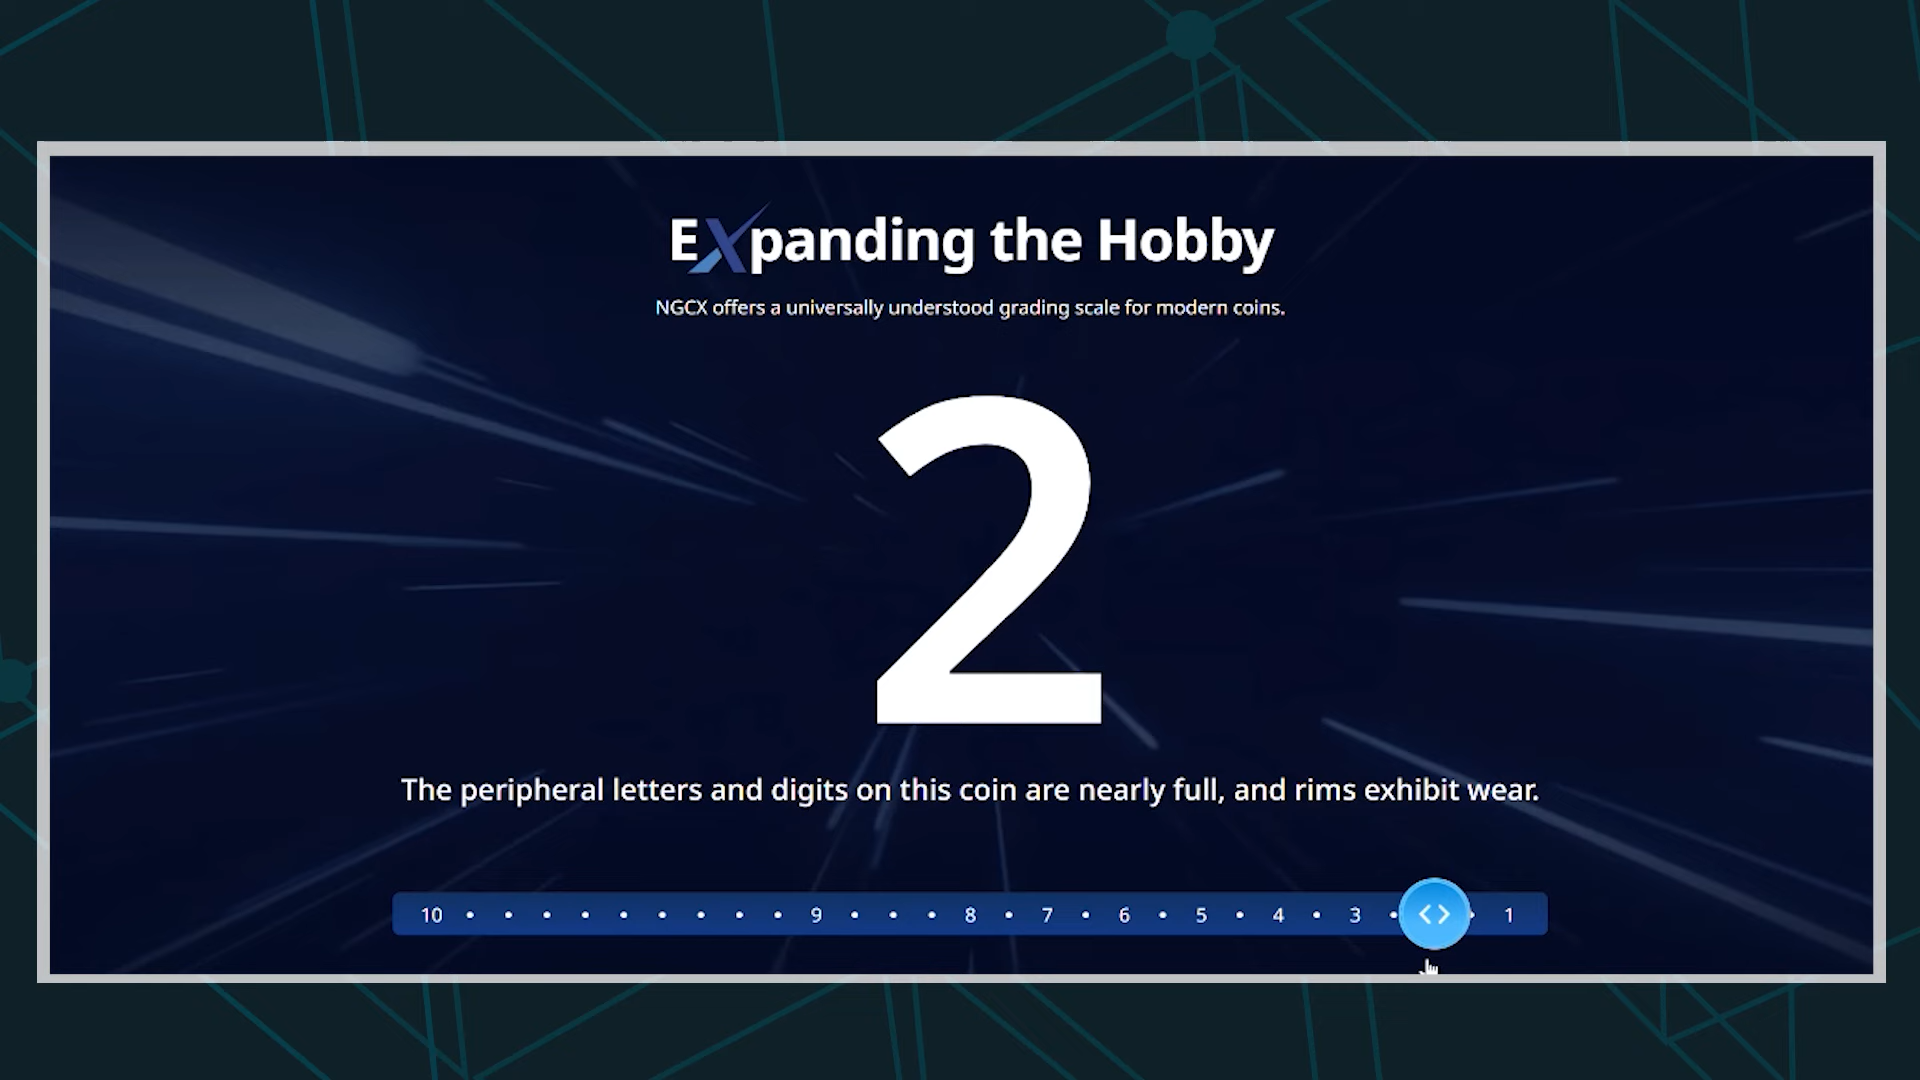 EXpanding the Hobby
NGCX offers a universally understood grading scale for modern coins.
2
The peripheral letters and digits on this coin are nearly full, and rims exhibit wear.
10 • • • • • • • • • 9 • • • 8 • 7 • 6 • 5 • 4 • 3 • <> • 1